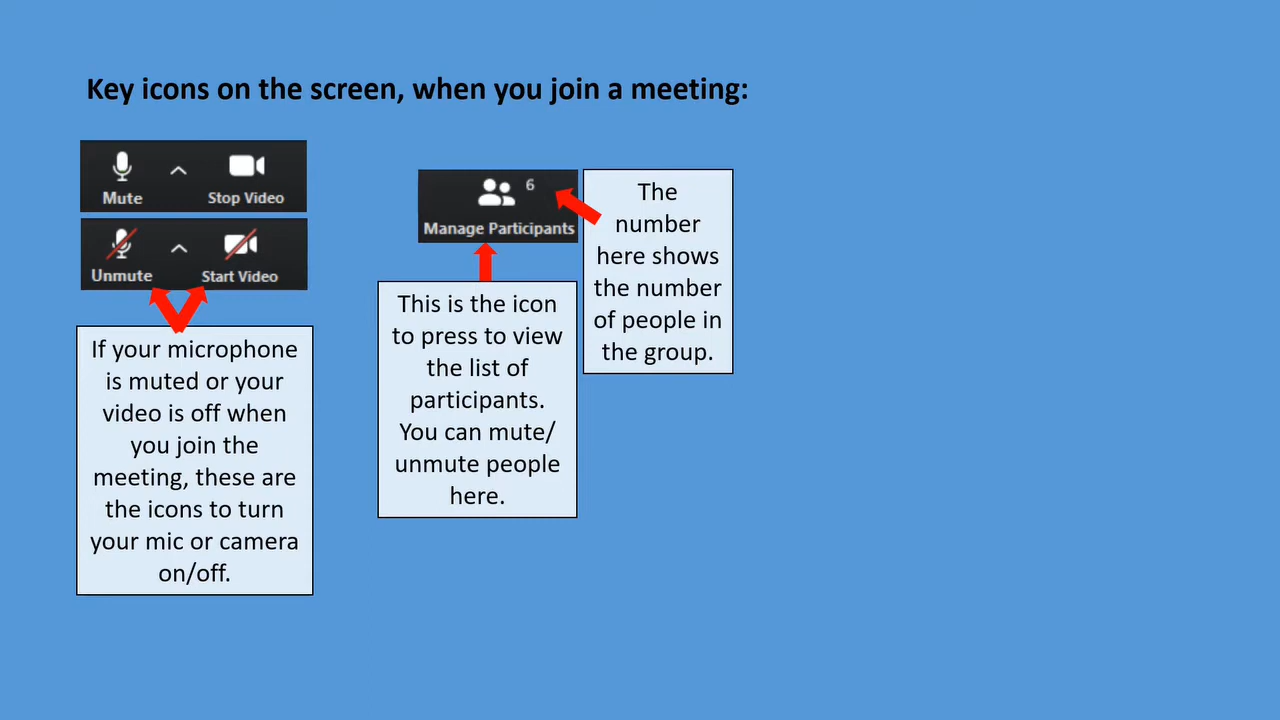 Key icons on the screen, when you join a meeting:
Mute
Stop Video
Unmute
Start Video
If your microphone
is muted or your
video is off when
you join the
meeting, these are
the icons to turn
your mic or camera
on/off.
6
Manage Participants
This is the icon
to press to view
the list of
participants.
You can mute/
unmute people
here.
The
number
here shows
the number
of people in
the group.